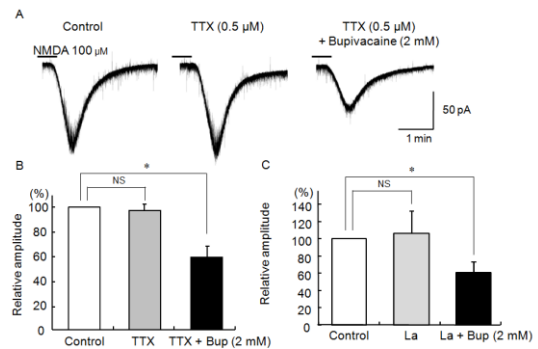 A
Control
TTX (0.5 μM)
TTX (0.5 μM)
+ Bupivacaine (2 mM)
NMDA 100 μM
50 pA
1 min
B
(%)
*
NS
100
80
60
40
20
0
Relative amplitude
Control
TTX
TTX + Bup (2 mM)
C
(%)
*
NS
140
120
100
80
60
40
20
0
Relative amplitude
Control
La
La + Bup (2 mM)